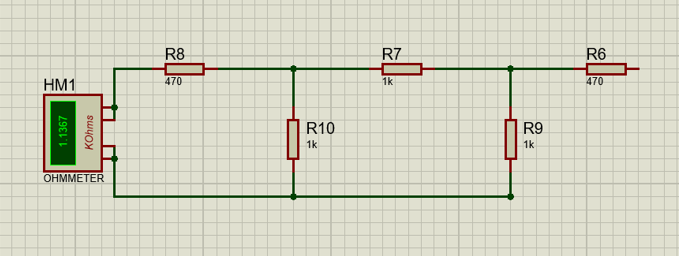 R8
470
R7
1k
R6
470
HM1
1.1367
KOhms
OHMMETER
R10
1k
R9
1k